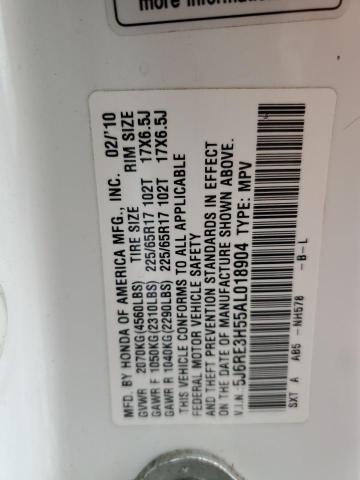 more information
MFD. BY HONDA OF AMERICA MFG., INC. 02/'10
TIRE SIZE RIM SIZE
GVWR 2070KG(4560LBS)
GAWR F 1050KG(2310LBS) 225/65R17 102T 17X6.5J
GAWR R 1040KG(2290LBS) 225/65R17 102T 17X6.5J
THIS VEHICLE CONFORMS TO ALL APPLICABLE
FEDERAL MOTOR VEHICLE SAFETY
AND THEFT PREVENTION STANDARDS IN EFFECT
ON THE DATE OF MANUFACTURE SHOWN ABOVE.
V.I.N.: 5J6RE3H55AL018904 TYPE: MPV
SXT A AB5 -NH578 -B-L